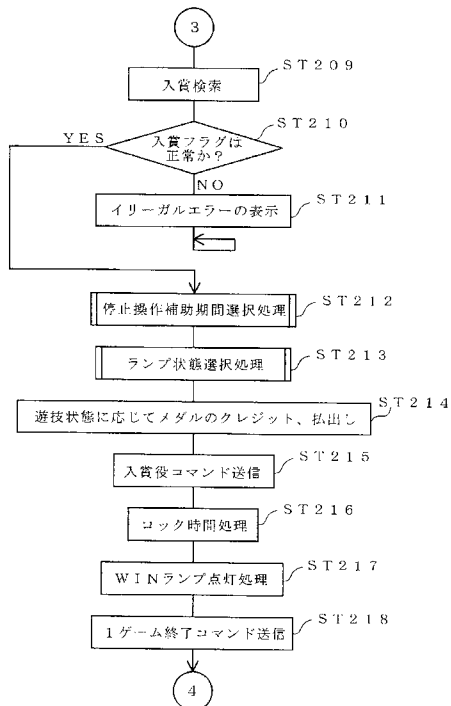 3
ST209
入賞検索
ST210
YES
入賞フラグは
正常か?
NO
ST211
イリーガルエラーの表示
停止操作補助期間選択処理
ST212
ランプ状態選択処理
ST213
遊技状態に応じてメダルのクレジット、払出し
ST214
入賞役コマンド送信
ST215
ロック時間処理
ST216
WINランプ点灯処理
ST217
1ゲーム終了コマンド送信
ST218
4